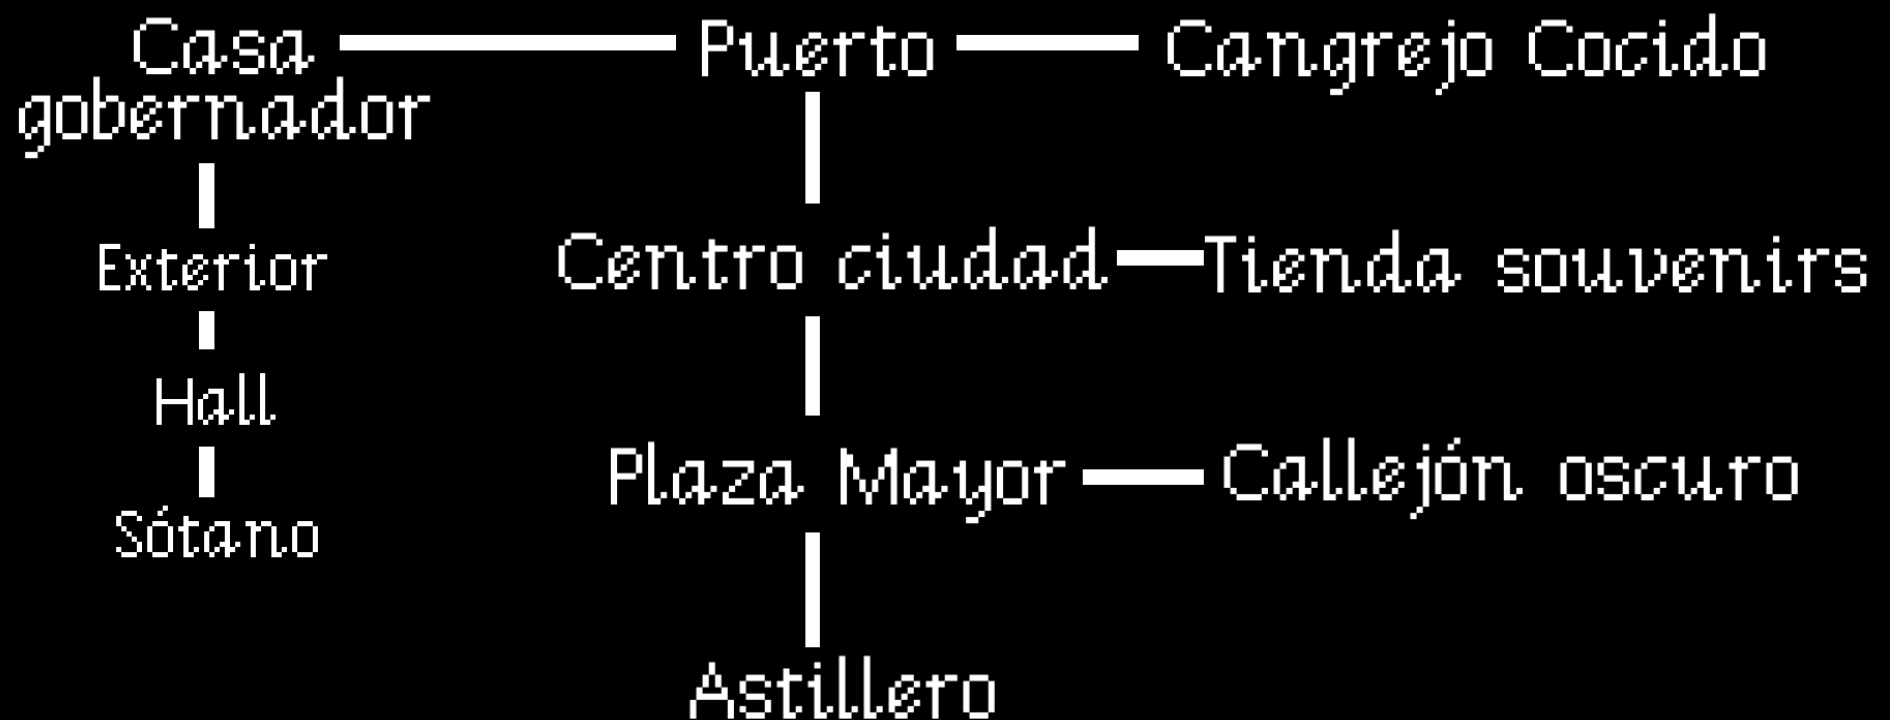 Casa gobernador
Puerto
Cangrejo Cocido
Exterior
Centro ciudad
Tienda souvenirs
Hall
Plaza Mayor
Callejón oscuro
Sótano
Astillero